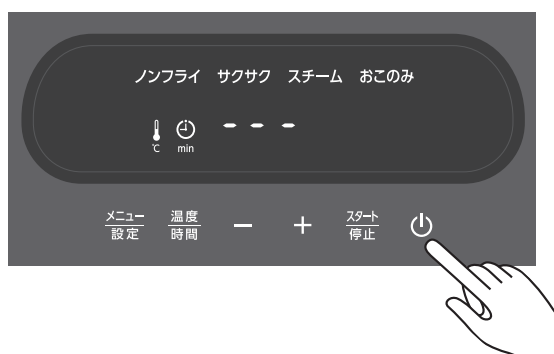 ノンフライ サクサク スチーム おこのみ
℃ min - - -
メニュー 温度 － ＋ スタート
設定 時間 停止